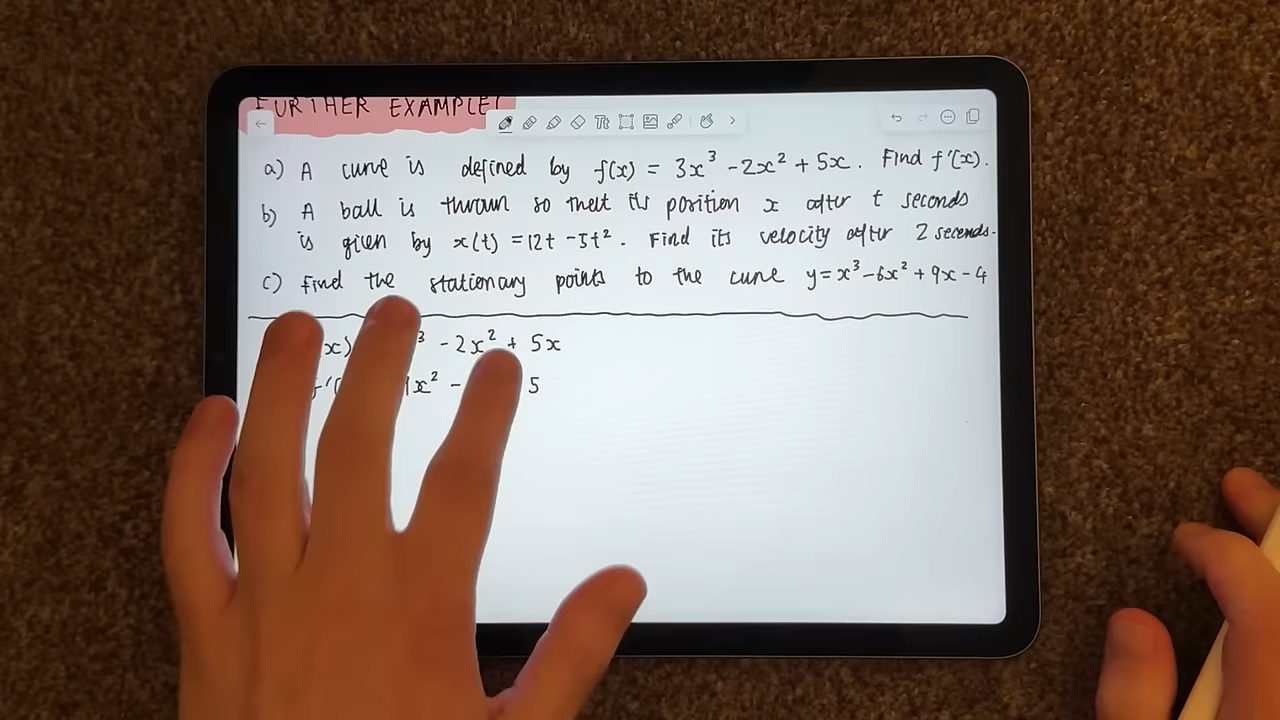 FURTHER EXAMPLES
a) A curve is defined by f(x) = 3x³ - 2x² + 5x. Find f'(x).
b) A ball is thrown so that its position x after t seconds
is given by x(t) = 12t - 5t². Find its velocity after 2 seconds.
c) Find the stationary points to the curve y = x³ - 6x² + 9x - 4
x) ³ - 2x² + 5x
f'( x² - 5